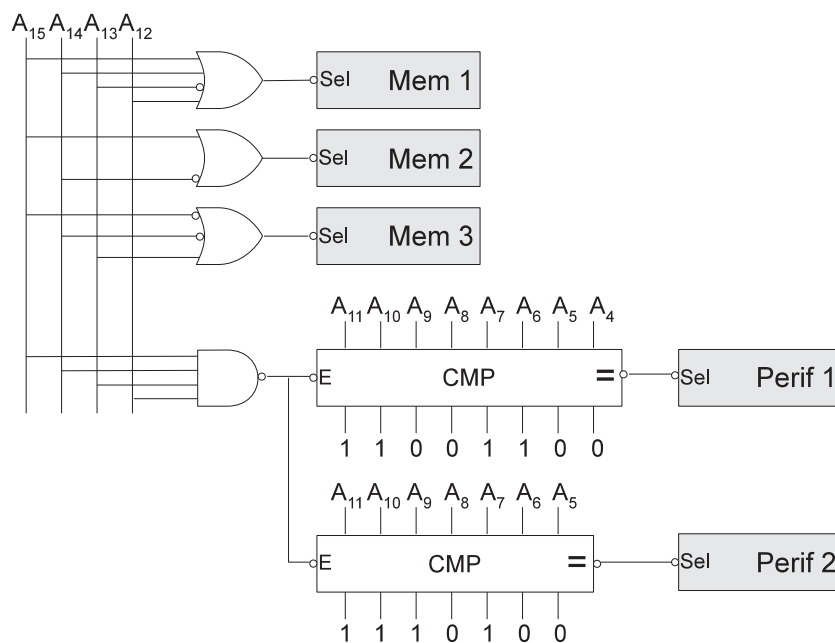 A15 A14 A13 A12
Sel Mem 1
Sel Mem 2
Sel Mem 3
A11 A10 A9 A8 A7 A6 A5 A4
E CMP =
Sel Perif 1
1 1 0 0 1 1 0 0
A11 A10 A9 A8 A7 A6 A5
E CMP =
Sel Perif 2
1 1 1 0 1 0 0